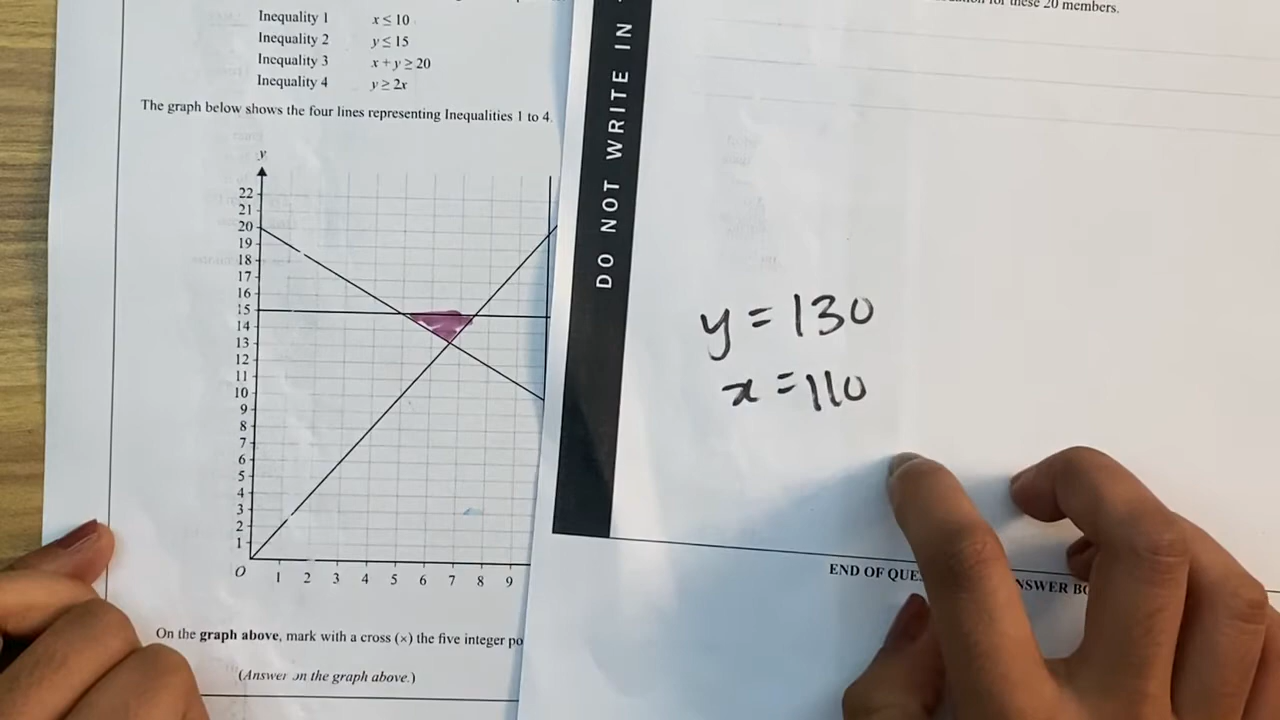 Inequality 1 x ≤ 10
Inequality 2 y ≤ 15
Inequality 3 x + y ≥ 20
Inequality 4 y ≥ 2x
The graph below shows the four lines representing Inequalities 1 to 4.
y
22
21
20
19
18
17
16
15
14
13
12
11
10
9
8
7
6
5
4
3
2
1
O 1 2 3 4 5 6 7 8 9
On the graph above, mark with a cross (×) the five integer po
(Answer on the graph above.)
for these 20 members.
DO NOT WRITE IN
y = 130
x = 110
END OF QUE
NSWER BO